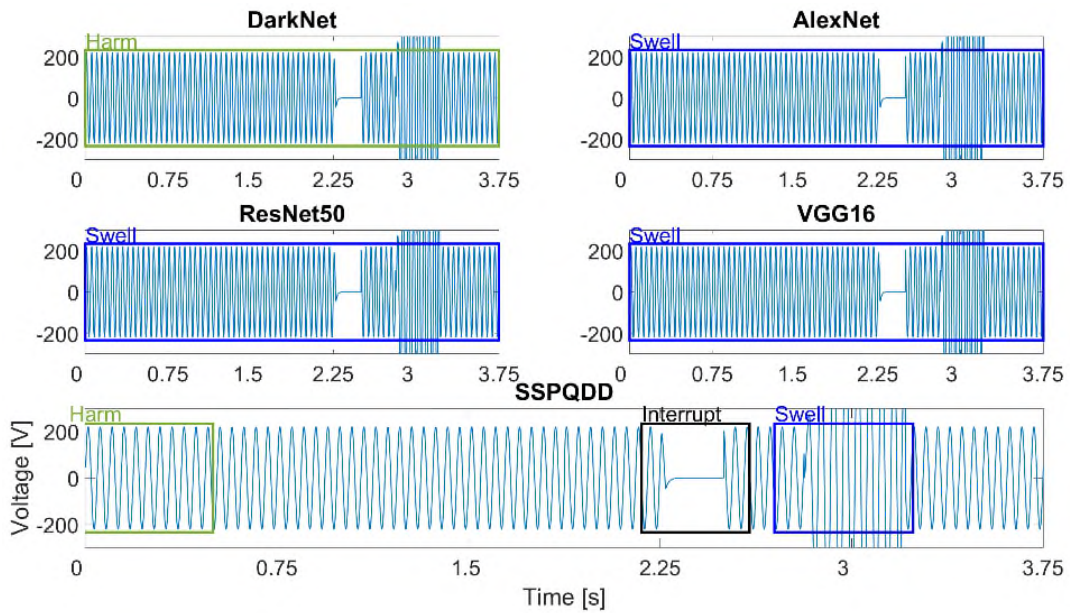 DarkNet
Harm
200
0
-200
0 0.75 1.5 2.25 3 3.75
AlexNet
Swell
200
0
-200
0 0.75 1.5 2.25 3 3.75
ResNet50
Swell
200
0
-200
0 0.75 1.5 2.25 3 3.75
VGG16
Swell
200
0
-200
0 0.75 1.5 2.25 3 3.75
SSPQDD
Harm Interrupt Swell
Voltage [V]
200
0
-200
0 0.75 1.5 2.25 3 3.75
Time [s]